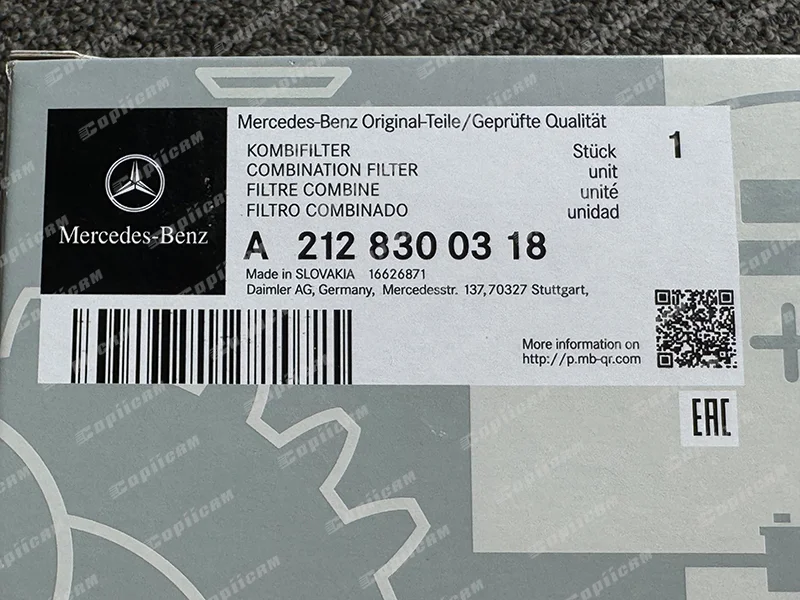 Mercedes-Benz Original-Teile/Geprüfte Qualität
KOMBIFILTER Stück 1
COMBINATION FILTER unit
FILTRE COMBINE unité
FILTRO COMBINADO unidad
Mercedes-Benz
A 212 830 03 18
Made in SLOVAKIA 16626871
Daimler AG, Germany, Mercedesstr. 137,70327 Stuttgart,
More information on
http://p.mb-qr.com
EAC
Copiicam